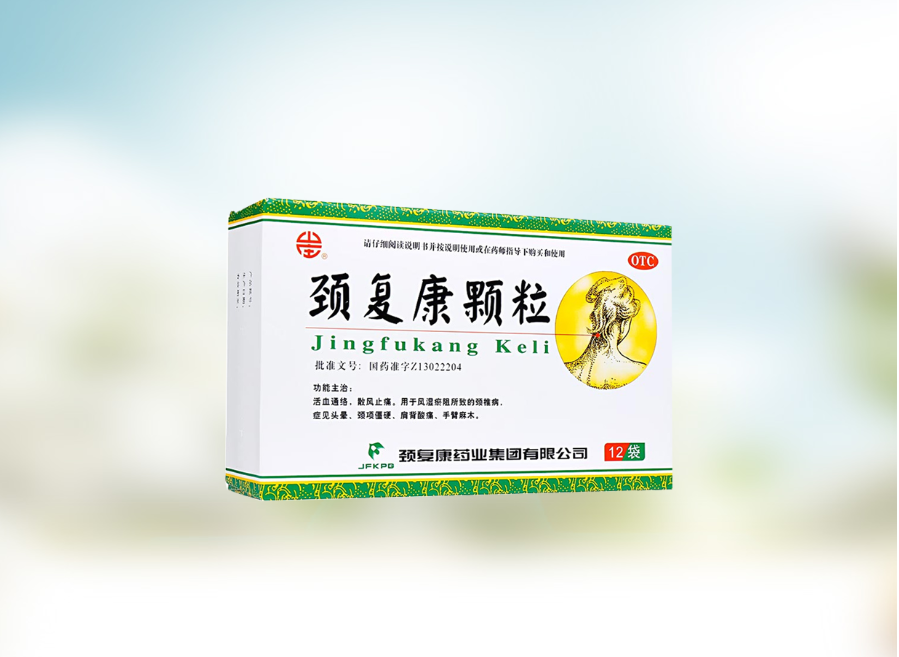 请仔细阅读说明书并按说明使用或在药师指导下购买和使用
OTC
颈复康颗粒
Jingfukang Keli
批准文号：国药准字Z13022204
功能主治：
活血通络，散风止痛。用于风湿瘀阻所致的颈椎病，
症见头晕、颈项僵硬、肩背酸痛、手臂麻木。
JFKPG
颈复康药业集团有限公司
12袋